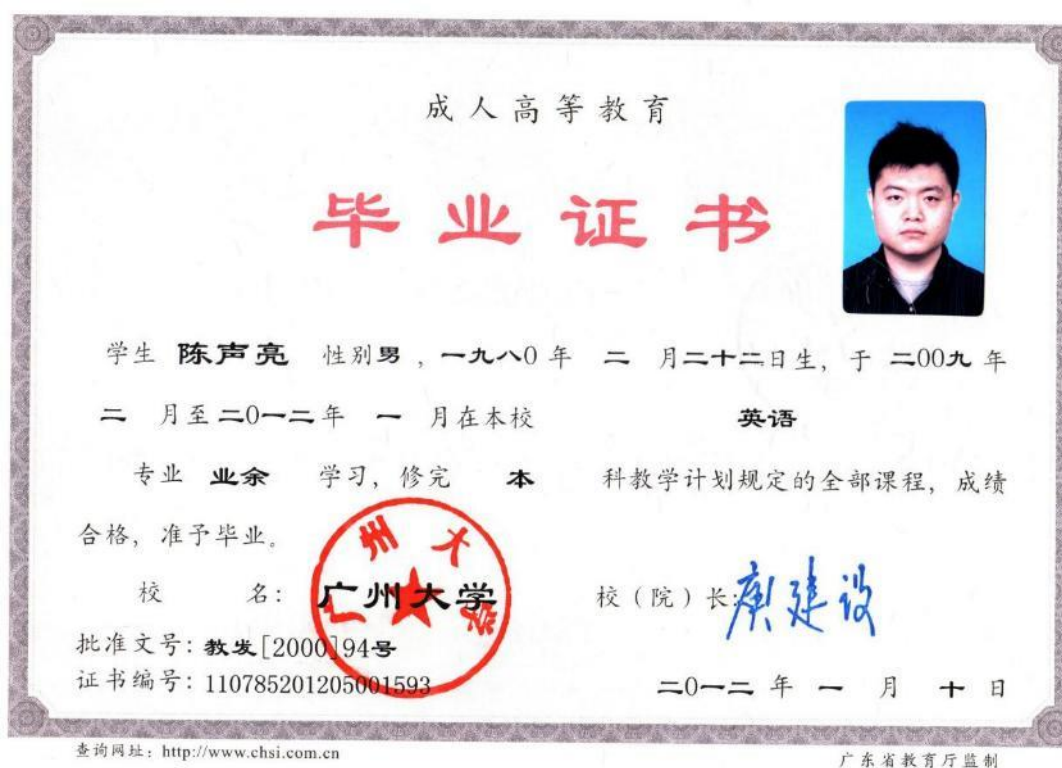 成人高等教育
毕业证书
学生 陈声亮 性别男，一九八0年 二 月二十二日生，于 二00九 年
二 月至二0一二年 一 月在本校 英语
专业 业余 学习，修完 本 科教学计划规定的全部课程，成绩
合格，准予毕业。
校 名：广州大学 校（院）长：庾建设
广州大学
批准文号：教发[2000]94号
证书编号：110785201205001593 二0一二 年 一 月 十 日
查询网址：http://www.chsi.com.cn 广东省教育厅监制